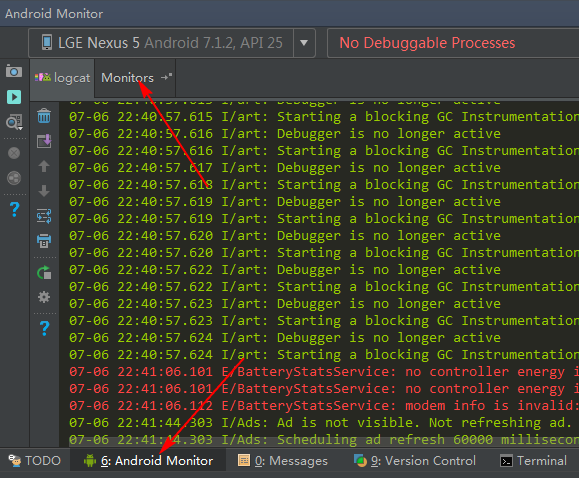 Android Monitor
LGE Nexus 5 Android 7.1.2, API 25
No Debuggable Processes
logcat
Monitors
07-06 22:40:57.615 I/art: Debugger is no longer active
07-06 22:40:57.615 I/art: Starting a blocking GC Instrumentation
07-06 22:40:57.616 I/art: Debugger is no longer active
07-06 22:40:57.616 I/art: Starting a blocking GC Instrumentation
07-06 22:40:57.617 I/art: Debugger is no longer active
07-06 22:40:57.618 I/art: Starting a blocking GC Instrumentation
07-06 22:40:57.619 I/art: Debugger is no longer active
07-06 22:40:57.619 I/art: Starting a blocking GC Instrumentation
07-06 22:40:57.620 I/art: Debugger is no longer active
07-06 22:40:57.620 I/art: Starting a blocking GC Instrumentation
07-06 22:40:57.622 I/art: Debugger is no longer active
07-06 22:40:57.622 I/art: Starting a blocking GC Instrumentation
07-06 22:40:57.623 I/art: Debugger is no longer active
07-06 22:40:57.623 I/art: Starting a blocking GC Instrumentation
07-06 22:40:57.624 I/art: Debugger is no longer active
07-06 22:40:57.624 I/art: Starting a blocking GC Instrumentation
07-06 22:41:06.101 E/BatteryStatsService: no controller energy i
07-06 22:41:06.101 E/BatteryStatsService: no controller energy i
07-06 22:41:06.112 E/BatteryStatsService: modem info is invalid:
07-06 22:41:44.303 I/Ads: Ad is not visible. Not refreshing ad.
07-06 22:41:44.303 I/Ads: Scheduling ad refresh 60000 millisecon
TODO
6: Android Monitor
0: Messages
9: Version Control
Terminal